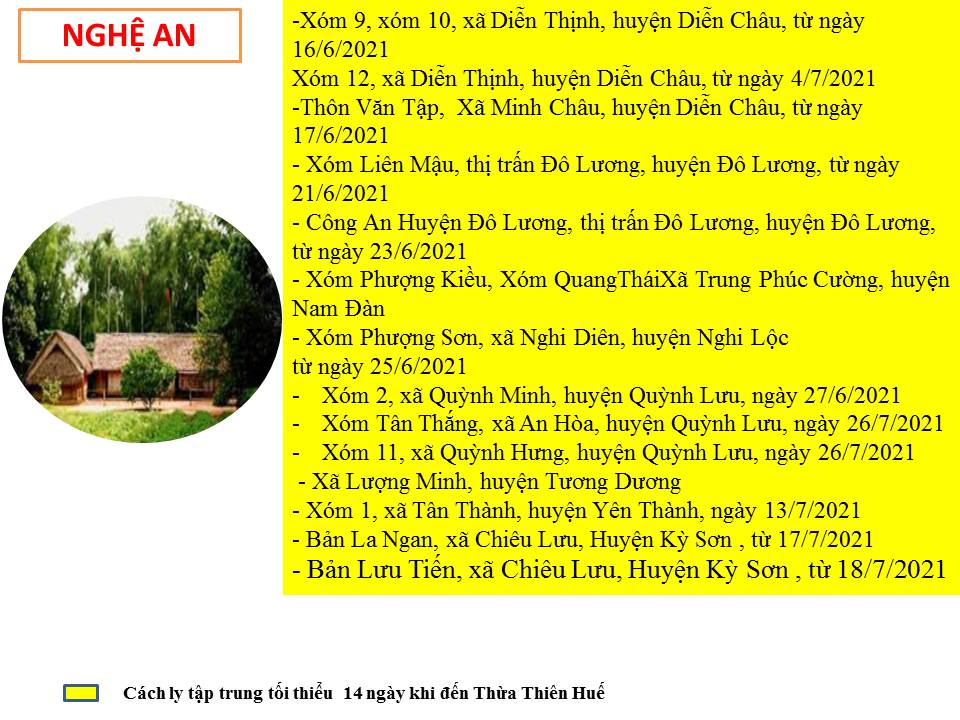 NGHỆ AN
-Xóm 9, xóm 10, xã Diễn Thịnh, huyện Diễn Châu, từ ngày
16/6/2021
Xóm 12, xã Diễn Thịnh, huyện Diễn Châu, từ ngày 4/7/2021
-Thôn Văn Tập, Xã Minh Châu, huyện Diễn Châu, từ ngày
17/6/2021
- Xóm Liên Mậu, thị trấn Đô Lương, huyện Đô Lương, từ ngày
21/6/2021
- Công An Huyện Đô Lương, thị trấn Đô Lương, huyện Đô Lương,
từ ngày 23/6/2021
- Xóm Phượng Kiều, Xóm QuangTháiXã Trung Phúc Cường, huyện
Nam Đàn
- Xóm Phượng Sơn, xã Nghi Diên, huyện Nghi Lộc
từ ngày 25/6/2021
- Xóm 2, xã Quỳnh Minh, huyện Quỳnh Lưu, ngày 27/6/2021
- Xóm Tân Thắng, xã An Hòa, huyện Quỳnh Lưu, ngày 26/7/2021
- Xóm 11, xã Quỳnh Hưng, huyện Quỳnh Lưu, ngày 26/7/2021
- Xã Lượng Minh, huyện Tương Dương
- Xóm 1, xã Tân Thành, huyện Yên Thành, ngày 13/7/2021
- Bản La Ngan, xã Chiêu Lưu, Huyện Kỳ Sơn , từ 17/7/2021
- Bản Lưu Tiến, xã Chiêu Lưu, Huyện Kỳ Sơn , từ 18/7/2021
Cách ly tập trung tối thiểu 14 ngày khi đến Thừa Thiên Huế